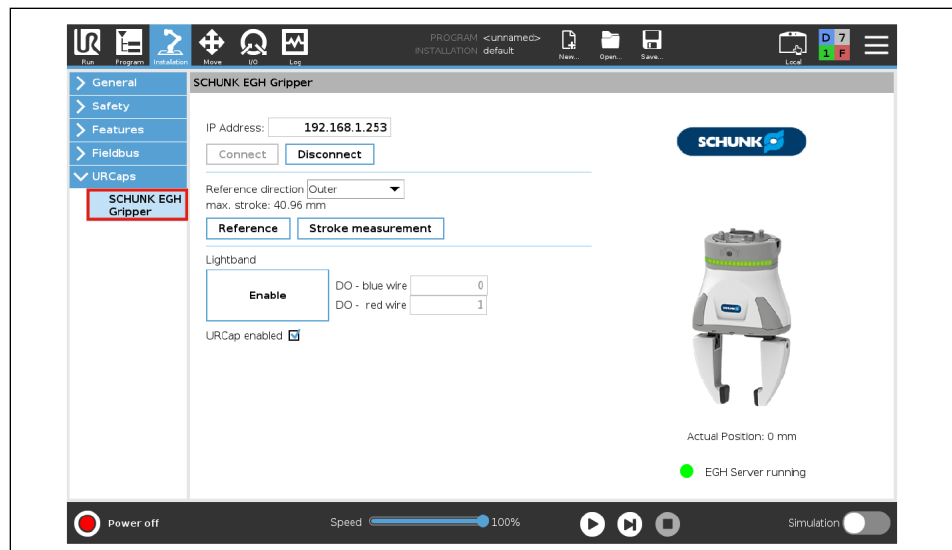 PROGRAM <unnamed>
INSTALLATION default
Run Program Installation Move I/O Log New... Open... Save... Local D 7 1 F
General
Safety
Features
Fieldbus
URCaps
SCHUNK EGH
Gripper
SCHUNK EGH Gripper
IP Address: 192.168.1.253
Connect Disconnect
Reference direction Outer
max. stroke: 40.96 mm
Reference Stroke measurement
Lightband
Enable
DO - blue wire 0
DO - red wire 1
URCap enabled
SCHUNK
SCHUNK
Actual Position: 0 mm
EGH Server running
Power off Speed 100% Simulation